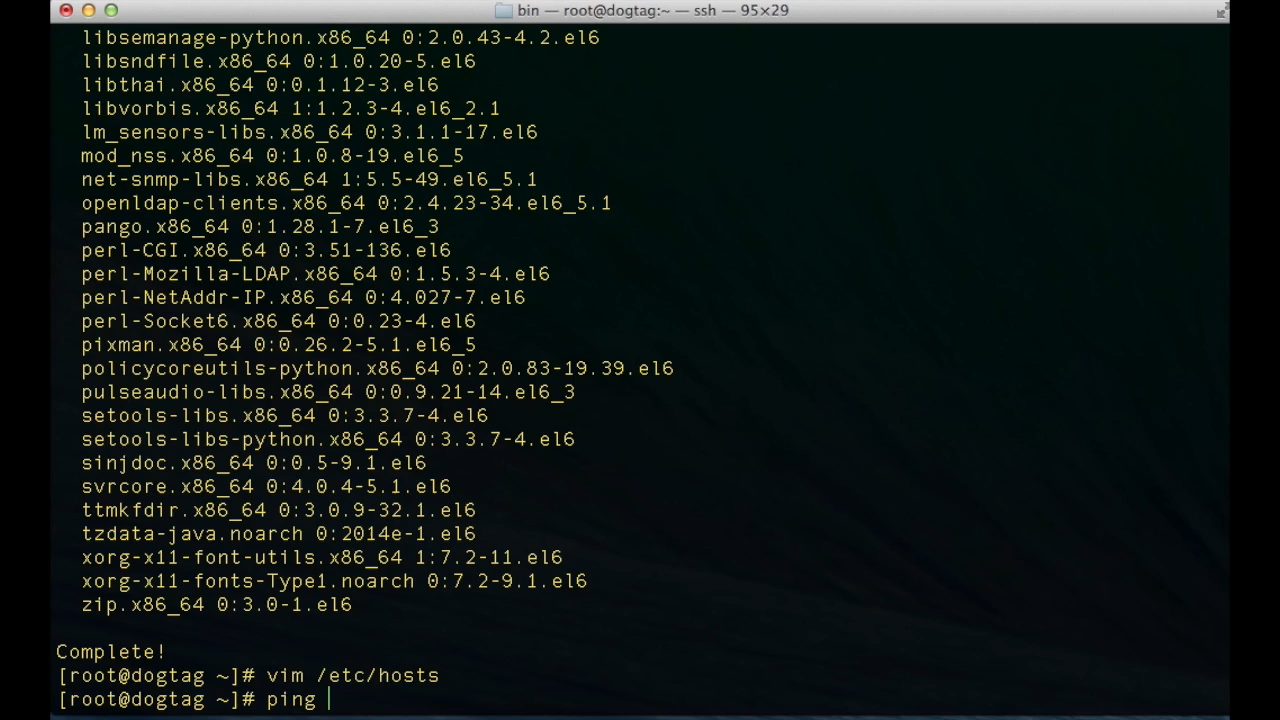 bin — root@dogtag:~ — ssh — 95×29
libsemanage-python.x86_64 0:2.0.43-4.2.el6
libsndfile.x86_64 0:1.0.20-5.el6
libthai.x86_64 0:0.1.12-3.el6
libvorbis.x86_64 1:1.2.3-4.el6_2.1
lm_sensors-libs.x86_64 0:3.1.1-17.el6
mod_nss.x86_64 0:1.0.8-19.el6_5
net-snmp-libs.x86_64 1:5.5-49.el6_5.1
openldap-clients.x86_64 0:2.4.23-34.el6_5.1
pango.x86_64 0:1.28.1-7.el6_3
perl-CGI.x86_64 0:3.51-136.el6
perl-Mozilla-LDAP.x86_64 0:1.5.3-4.el6
perl-NetAddr-IP.x86_64 0:4.027-7.el6
perl-Socket6.x86_64 0:0.23-4.el6
pixman.x86_64 0:0.26.2-5.1.el6_5
policycoreutils-python.x86_64 0:2.0.83-19.39.el6
pulseaudio-libs.x86_64 0:0.9.21-14.el6_3
setools-libs.x86_64 0:3.3.7-4.el6
setools-libs-python.x86_64 0:3.3.7-4.el6
sinjdoc.x86_64 0:0.5-9.1.el6
svrcore.x86_64 0:4.0.4-5.1.el6
ttmkfdir.x86_64 0:3.0.9-32.1.el6
tzdata-java.noarch 0:2014e-1.el6
xorg-x11-font-utils.x86_64 1:7.2-11.el6
xorg-x11-fonts-Type1.noarch 0:7.2-9.1.el6
zip.x86_64 0:3.0-1.el6
Complete!
[root@dogtag ~]# vim /etc/hosts
[root@dogtag ~]# ping